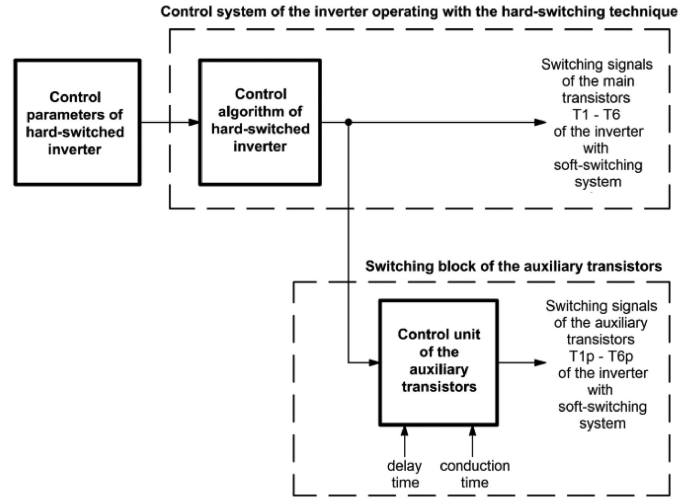 Control system of the inverter operating with the hard-switching technique
Control
parameters of
hard-switched
inverter
Control
algorithm of
hard-switched
inverter
Switching signals
of the main
transistors
T1 - T6
of the inverter
with
soft-switching
system
Switching block of the auxiliary transistors
Control unit
of the
auxiliary
transistors
Switching signals
of the auxiliary
transistors
T1p - T6p
of the inverter
with
soft-switching
system
delay
time
conduction
time